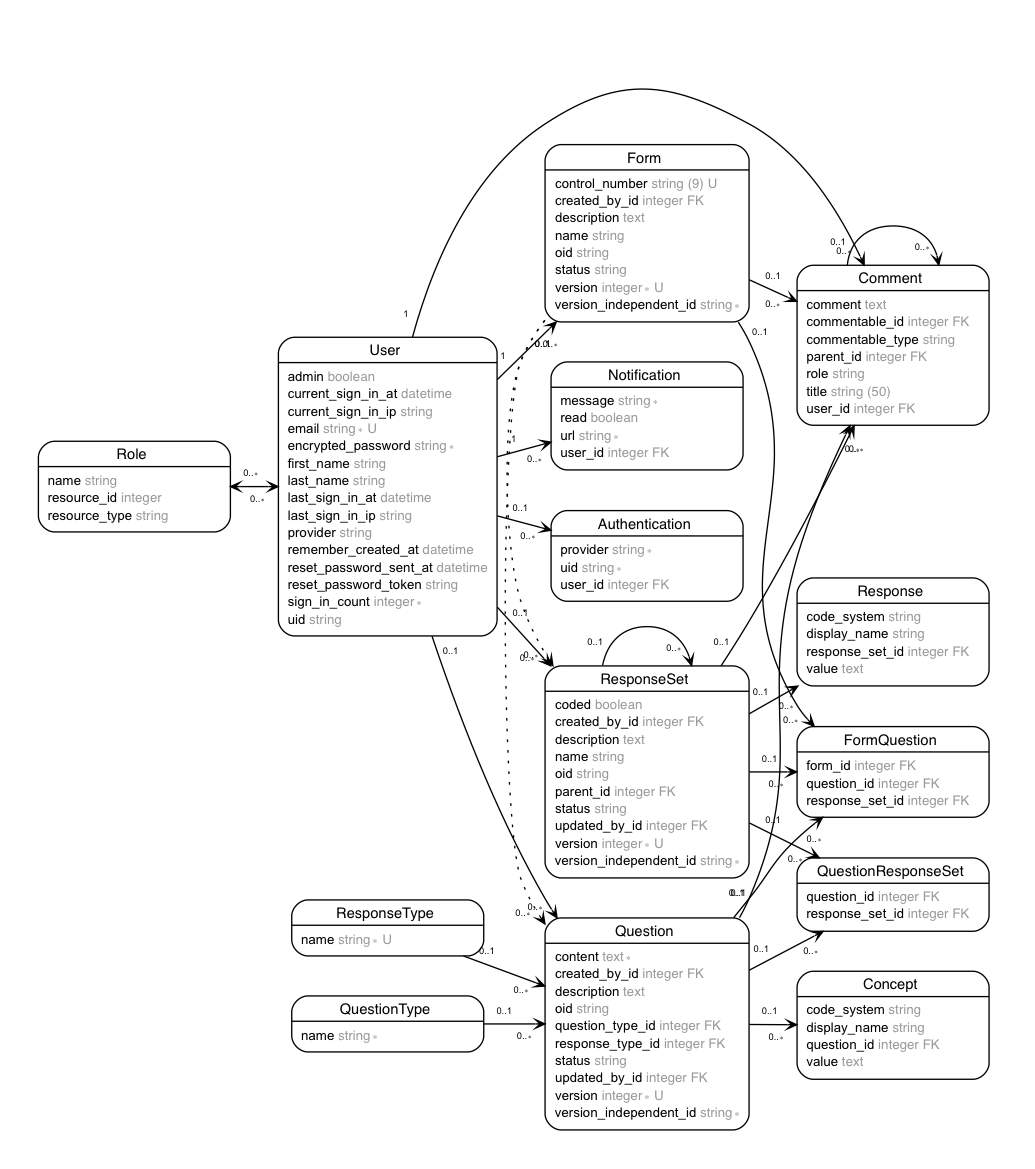 Form
control_number string (9) U
created_by_id integer FK
description text
name string
oid string
status string
version integer∗ U
version_independent_id string∗
Comment
comment text
commentable_id integer FK
commentable_type string
parent_id integer FK
role string
title string (50)
user_id integer FK
User
admin boolean
current_sign_in_at datetime
current_sign_in_ip string
email string∗ U
encrypted_password string∗
first_name string
last_name string
last_sign_in_at datetime
last_sign_in_ip string
provider string
remember_created_at datetime
reset_password_sent_at datetime
reset_password_token string
sign_in_count integer∗
uid string
Notification
message string∗
read boolean
url string∗
user_id integer FK
Role
name string
resource_id integer
resource_type string
Authentication
provider string∗
uid string∗
user_id integer FK
Response
code_system string
display_name string
response_set_id integer FK
value text
ResponseSet
coded boolean
created_by_id integer FK
description text
name string
oid string
parent_id integer FK
status string
updated_by_id integer FK
version integer∗ U
version_independent_id string∗
FormQuestion
form_id integer FK
question_id integer FK
response_set_id integer FK
QuestionResponseSet
question_id integer FK
response_set_id integer FK
ResponseType
name string∗ U
Question
content text∗
created_by_id integer FK
description text
oid string
question_type_id integer FK
response_type_id integer FK
status string
updated_by_id integer FK
version integer∗ U
version_independent_id string∗
QuestionType
name string∗
Concept
code_system string
display_name string
question_id integer FK
value text
1
0..1
0..∗
0..∗
0..1
0..∗
1
0..1
1
0..∗
0..∗
0..∗
0..1
0..∗
0..1
0..1
0..∗
0..1
0..1
0..∗
0..1
0..∗
0..1
0..∗
0..1
0..∗
0..∗
0..1
0..∗
0..1
0..∗
0..1
0..∗
0..1
0..∗